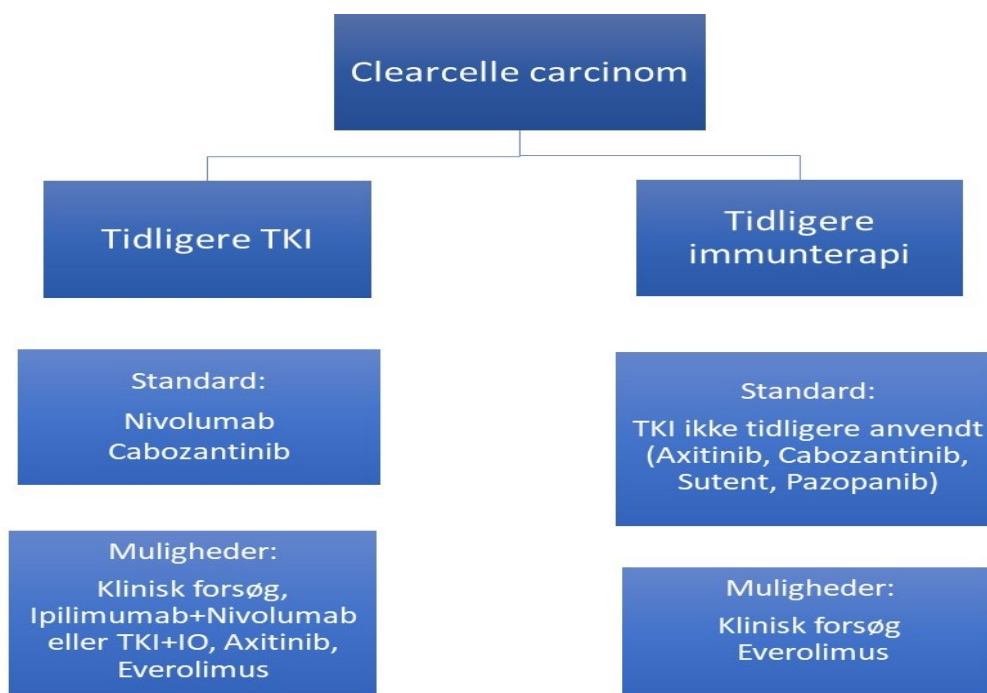 Clearcelle carcinom
Tidligere TKI
Tidligere
immunterapi
Standard:
Nivolumab
Cabozantinib
Standard:
TKI ikke tidligere anvendt
(Axitinib, Cabozantinib,
Sutent, Pazopanib)
Muligheder:
Klinisk forsøg,
Ipilimumab+Nivolumab
eller TKI+IO, Axitinib,
Everolimus
Muligheder:
Klinisk forsøg
Everolimus